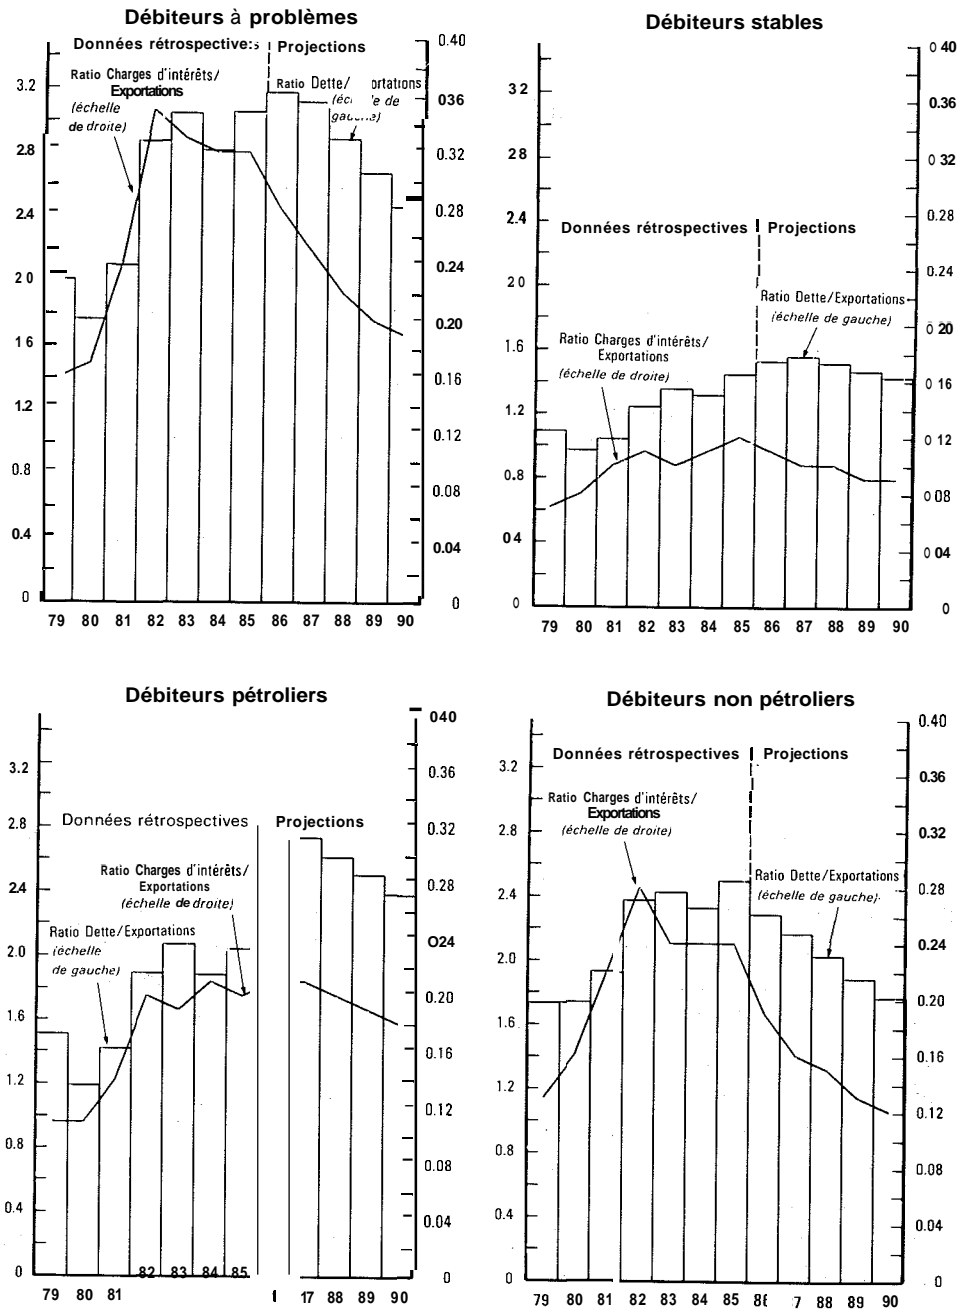 Débiteurs à problèmes
Données rétrospectives
Projections
Ratio Charges d'intérêts/
Exportations
(échelle
de droite)
Ratio Dette/ ortations
le de
0.40
0.36
0.32
0.28
0.24
0.20
0.16
0.12
0.08
0.04
0
3.2
2.8
2.4
2.0
1.6
1.2
0.8
0.4
0
79 80 81 82 83 84 85 86 87 88 89 90
Débiteurs stables
Données rétrospectives
Projections
Ratio Dette/Exportations
(échelle de gauche)
Ratio Charges d'intérêts/
Exportations
(échelle de droite)
3.2
2.8
2.4
2.0
1.6
1.2
0.8
0.4
0
0.40
0.36
0.32
0.28
0.24
0.20
0.16
0.12
0.08
0.04
0
79 80 81 82 83 84 85 86 87 88 89 90
Débiteurs pétroliers
Données rétrospectives
Projections
Ratio Charges d'intérêts/
Exportations
(échelle de droite)
Ratio Dette/Exportations
(échelle
de gauche)
3.2
2.8
2.4
2.0
1.6
1.2
0.8
0.4
0
040
0.36
0.32
0.28
024
0.20
0.16
0.12
0.08
0.04
0
79 80 81 82 83 84 85 17 88 89 90
Débiteurs non pétroliers
Données rétrospectives
Projections
Ratio Charges d'intérêts/
Exportations
(échelle de droite)
Ratio Dette/Exportations
(échelle de gauche)
3.2
2.8
2.4
2.0
1.6
1.2
0.8
0.4
0
0.40
0.36
0.32
0.28
0.24
0.20
0.16
0.12
0.08
0.04
0
79 80 81 82 83 84 85 8 7 88 89 90